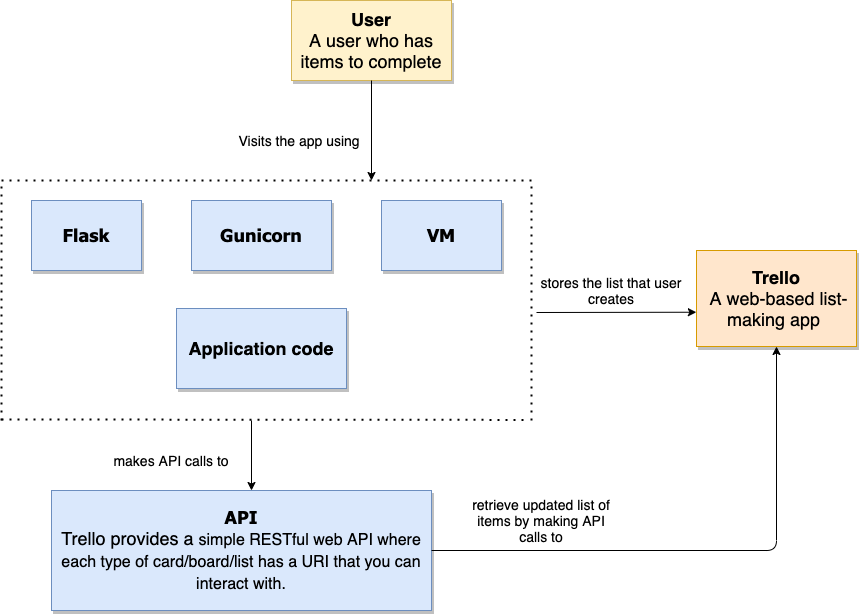 User
A user who has
items to complete
Visits the app using
Flask
Gunicorn
VM
Application code
stores the list that user
creates
Trello
A web-based list-
making app
makes API calls to
API
Trello provides a simple RESTful web API where
each type of card/board/list has a URI that you can
interact with.
retrieve updated list of
items by making API
calls to